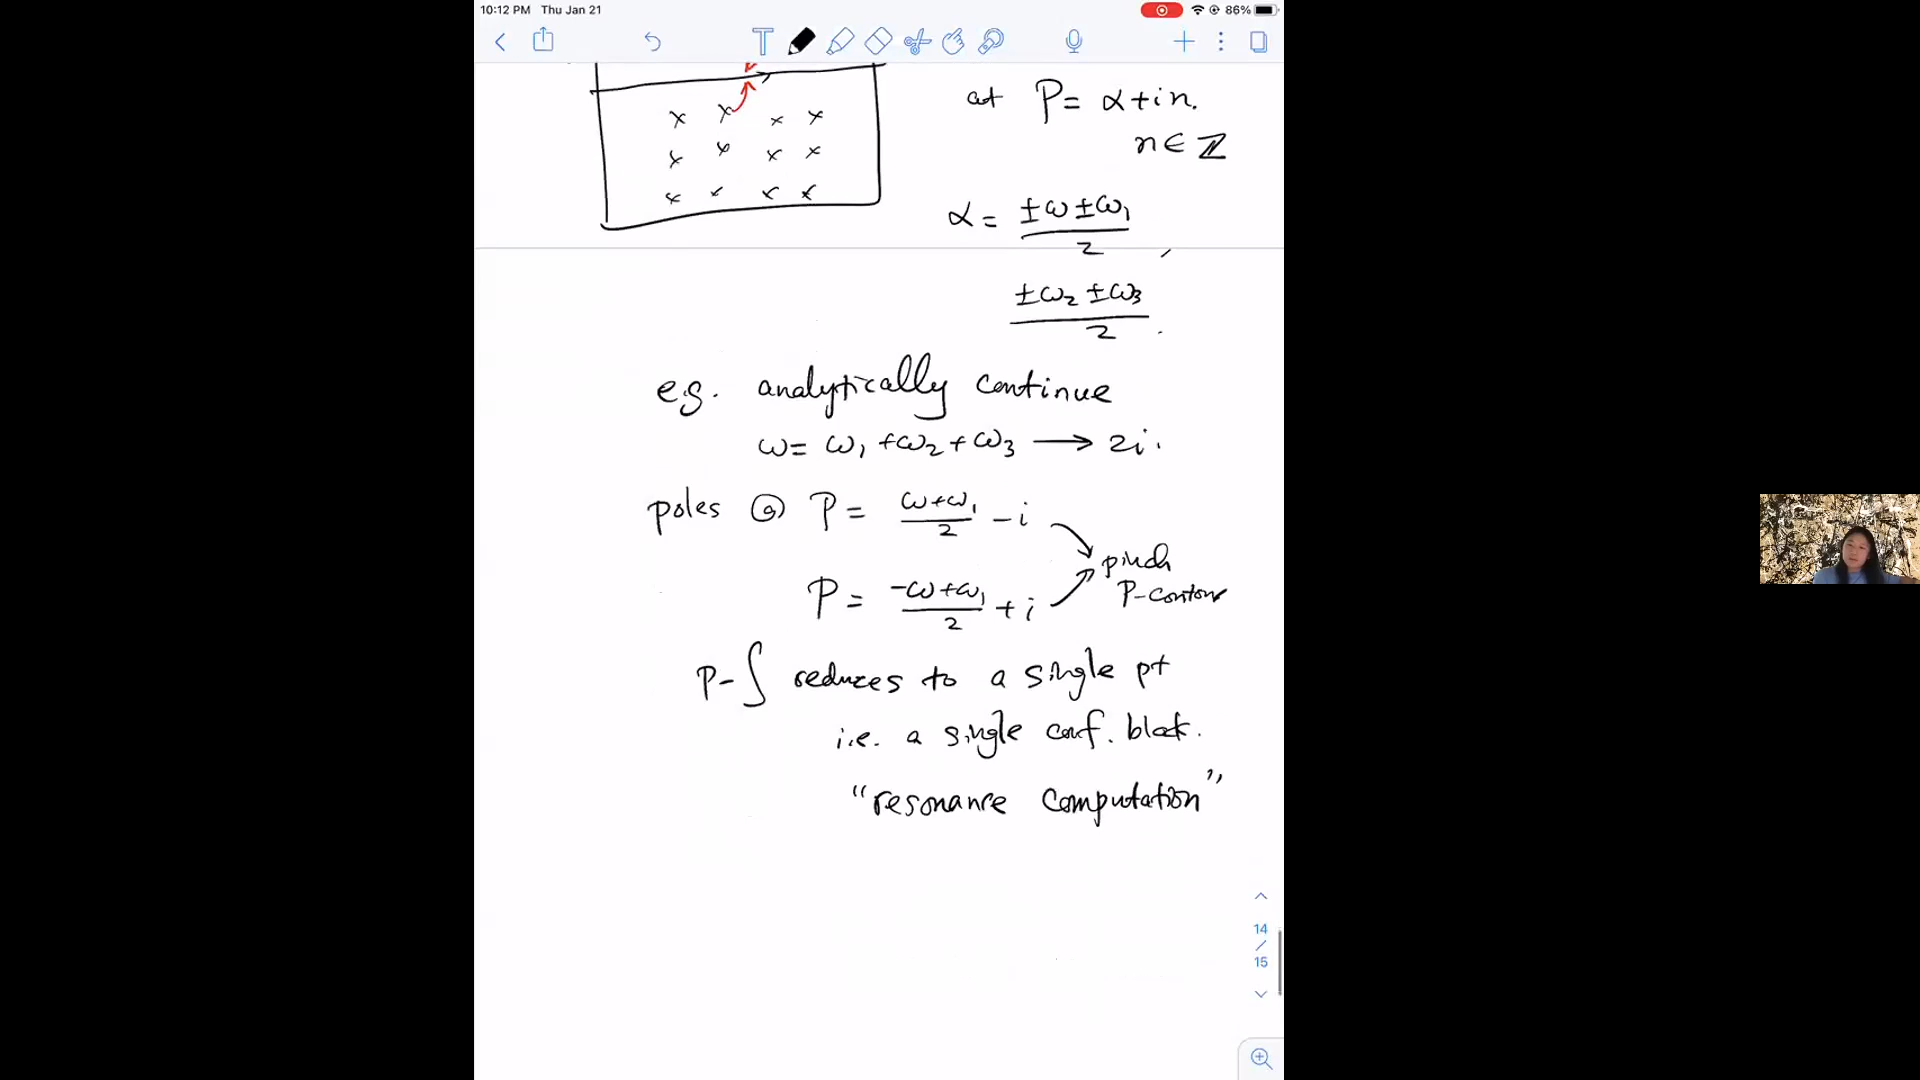 10:12 PM Thu Jan 21
86%
T
at P = α + in.
n ∈ ℤ
α = (±ω ± ω₁)/2 ,
(±ω₂ ± ω₃)/2 .
e.g. analytically continue
ω = ω₁ + ω₂ + ω₃ → 2i.
poles @ P = (ω+ω₁)/2 − i
P = (−ω+ω₁)/2 + i
pinch
P-contour
P-∫ reduces to a single pt
i.e. a single conf. block.
"resonance computation"
14
/
15